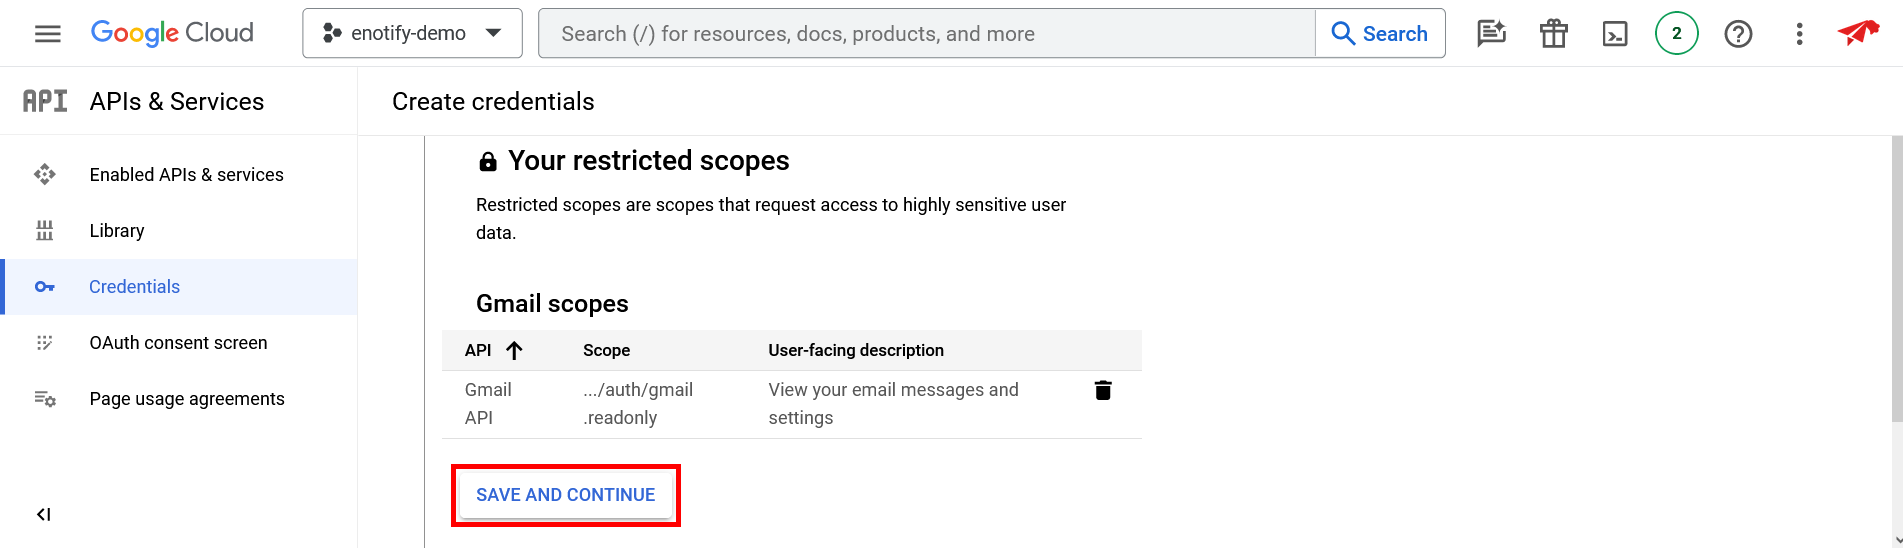 Google Cloud
enotify-demo
Search (/) for resources, docs, products, and more
Search
2
API
APIs & Services
Create credentials
Enabled APIs & services
Library
Credentials
OAuth consent screen
Page usage agreements
Your restricted scopes
Restricted scopes are scopes that request access to highly sensitive user
data.
Gmail scopes
API
Scope
User-facing description
Gmail
API
.../auth/gmail
.readonly
View your email messages and
settings
SAVE AND CONTINUE